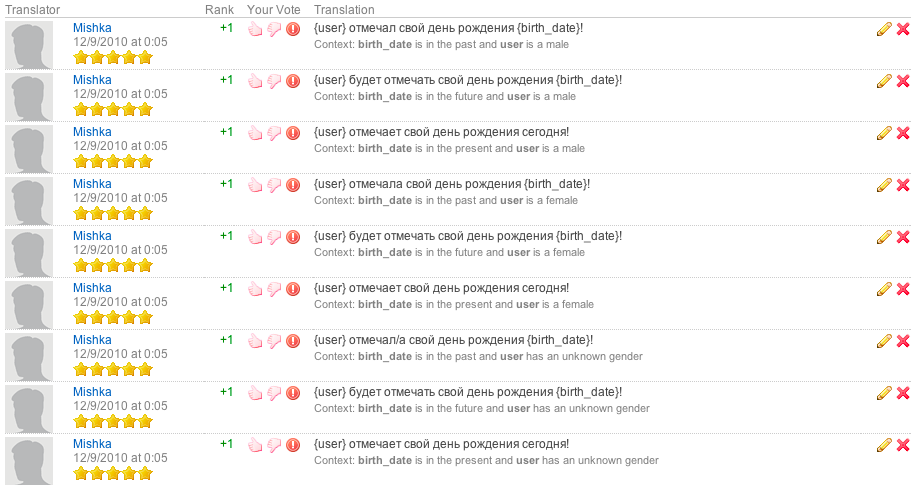 Translator Rank Your Vote Translation
Mishka +1 {user} отмечал свой день рождения {birth_date}!
12/9/2010 at 0:05 Context: birth_date is in the past and user is a male
Mishka +1 {user} будет отмечать свой день рождения {birth_date}!
12/9/2010 at 0:05 Context: birth_date is in the future and user is a male
Mishka +1 {user} отмечает свой день рождения сегодня!
12/9/2010 at 0:05 Context: birth_date is in the present and user is a male
Mishka +1 {user} отмечала свой день рождения {birth_date}!
12/9/2010 at 0:05 Context: birth_date is in the past and user is a female
Mishka +1 {user} будет отмечать свой день рождения {birth_date}!
12/9/2010 at 0:05 Context: birth_date is in the future and user is a female
Mishka +1 {user} отмечает свой день рождения сегодня!
12/9/2010 at 0:05 Context: birth_date is in the present and user is a female
Mishka +1 {user} отмечал/а свой день рождения {birth_date}!
12/9/2010 at 0:05 Context: birth_date is in the past and user has an unknown gender
Mishka +1 {user} будет отмечать свой день рождения {birth_date}!
12/9/2010 at 0:05 Context: birth_date is in the future and user has an unknown gender
Mishka +1 {user} отмечает свой день рождения сегодня!
12/9/2010 at 0:05 Context: birth_date is in the present and user has an unknown gender